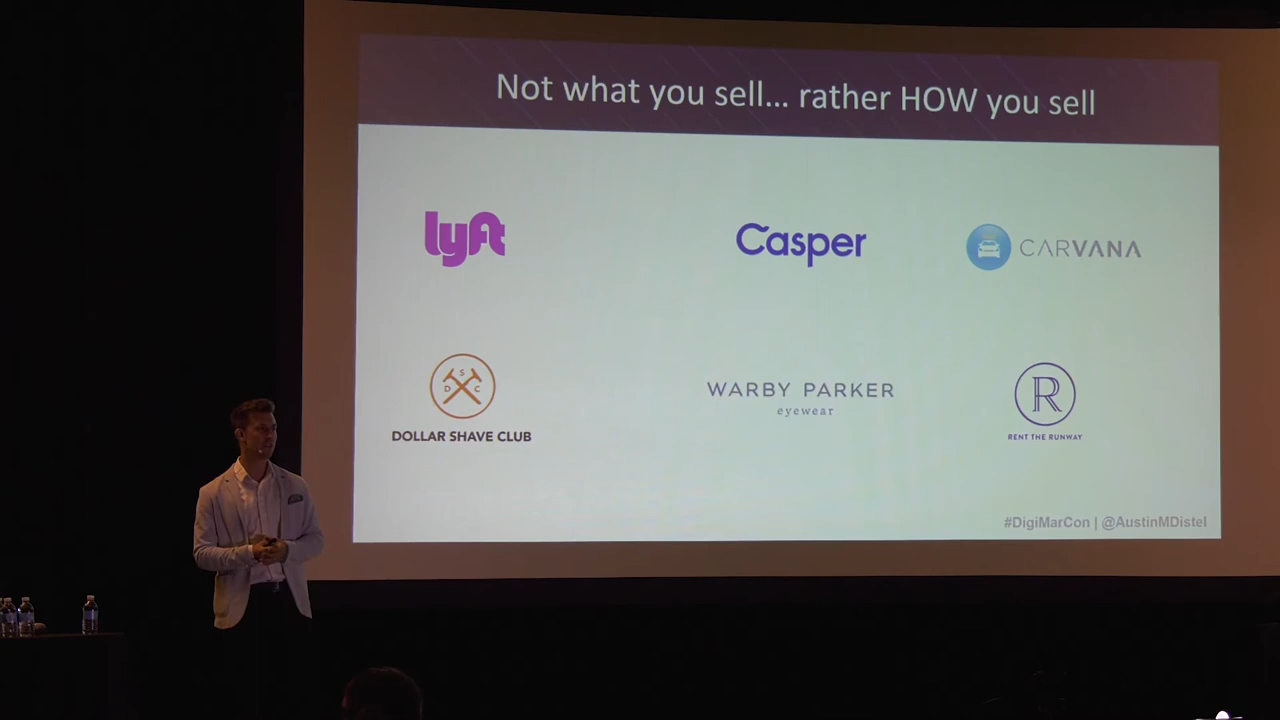 Not what you sell... rather HOW you sell
lyft
Casper
CARVANA
D S C
DOLLAR SHAVE CLUB
WARBY PARKER
eyewear
R
RENT THE RUNWAY
#DigiMarCon | @AustinMDistel